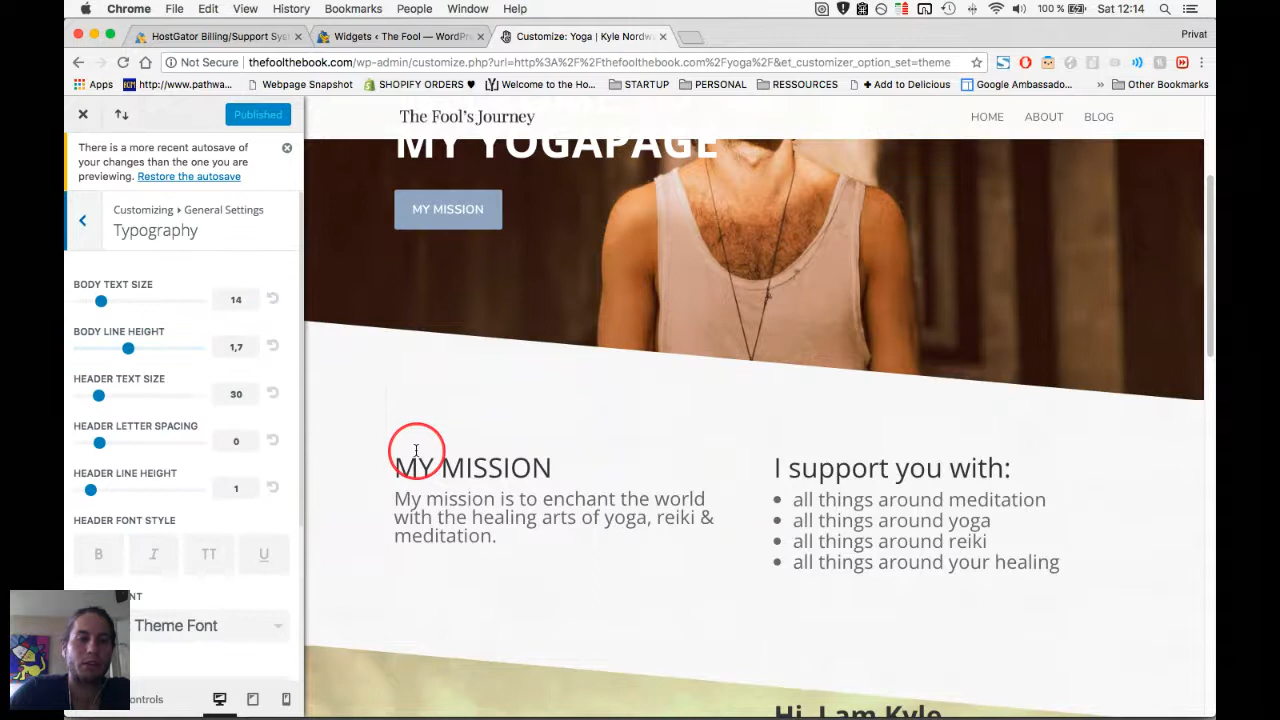 Chrome File Edit View History Bookmarks People Window Help 100 % Sat 12:14
HostGator Billing/Support Sys × Widgets ‹ The Fool — WordPre × Customize: Yoga | Kyle Nordw × Privat
Not Secure thefoolthebook.com/wp-admin/customize.php?url=http%3A%2F%2Fthefoolthebook.com%2Fyoga%2F&et_customizer_option_set=theme
Apps http://www.pathwa... Webpage Snapshot SHOPIFY ORDERS ♥ Welcome to the Ho... STARTUP PERSONAL RESSOURCES + Add to Delicious Google Ambassado... » Other Bookmarks
Published
There is a more recent autosave of
your changes than the one you are
previewing. Restore the autosave
Customizing ▸ General Settings
Typography
BODY TEXT SIZE
14
BODY LINE HEIGHT
1,7
HEADER TEXT SIZE
30
HEADER LETTER SPACING
0
HEADER LINE HEIGHT
1
HEADER FONT STYLE
B I TT U
NT
Theme Font
ontrols
The Fool's Journey
HOME ABOUT BLOG
MY YOGAPAGE
MY MISSION
MY MISSION
My mission is to enchant the world
with the healing arts of yoga, reiki &
meditation.
I support you with:
• all things around meditation
• all things around yoga
• all things around reiki
• all things around your healing
Hi, I am Kyle